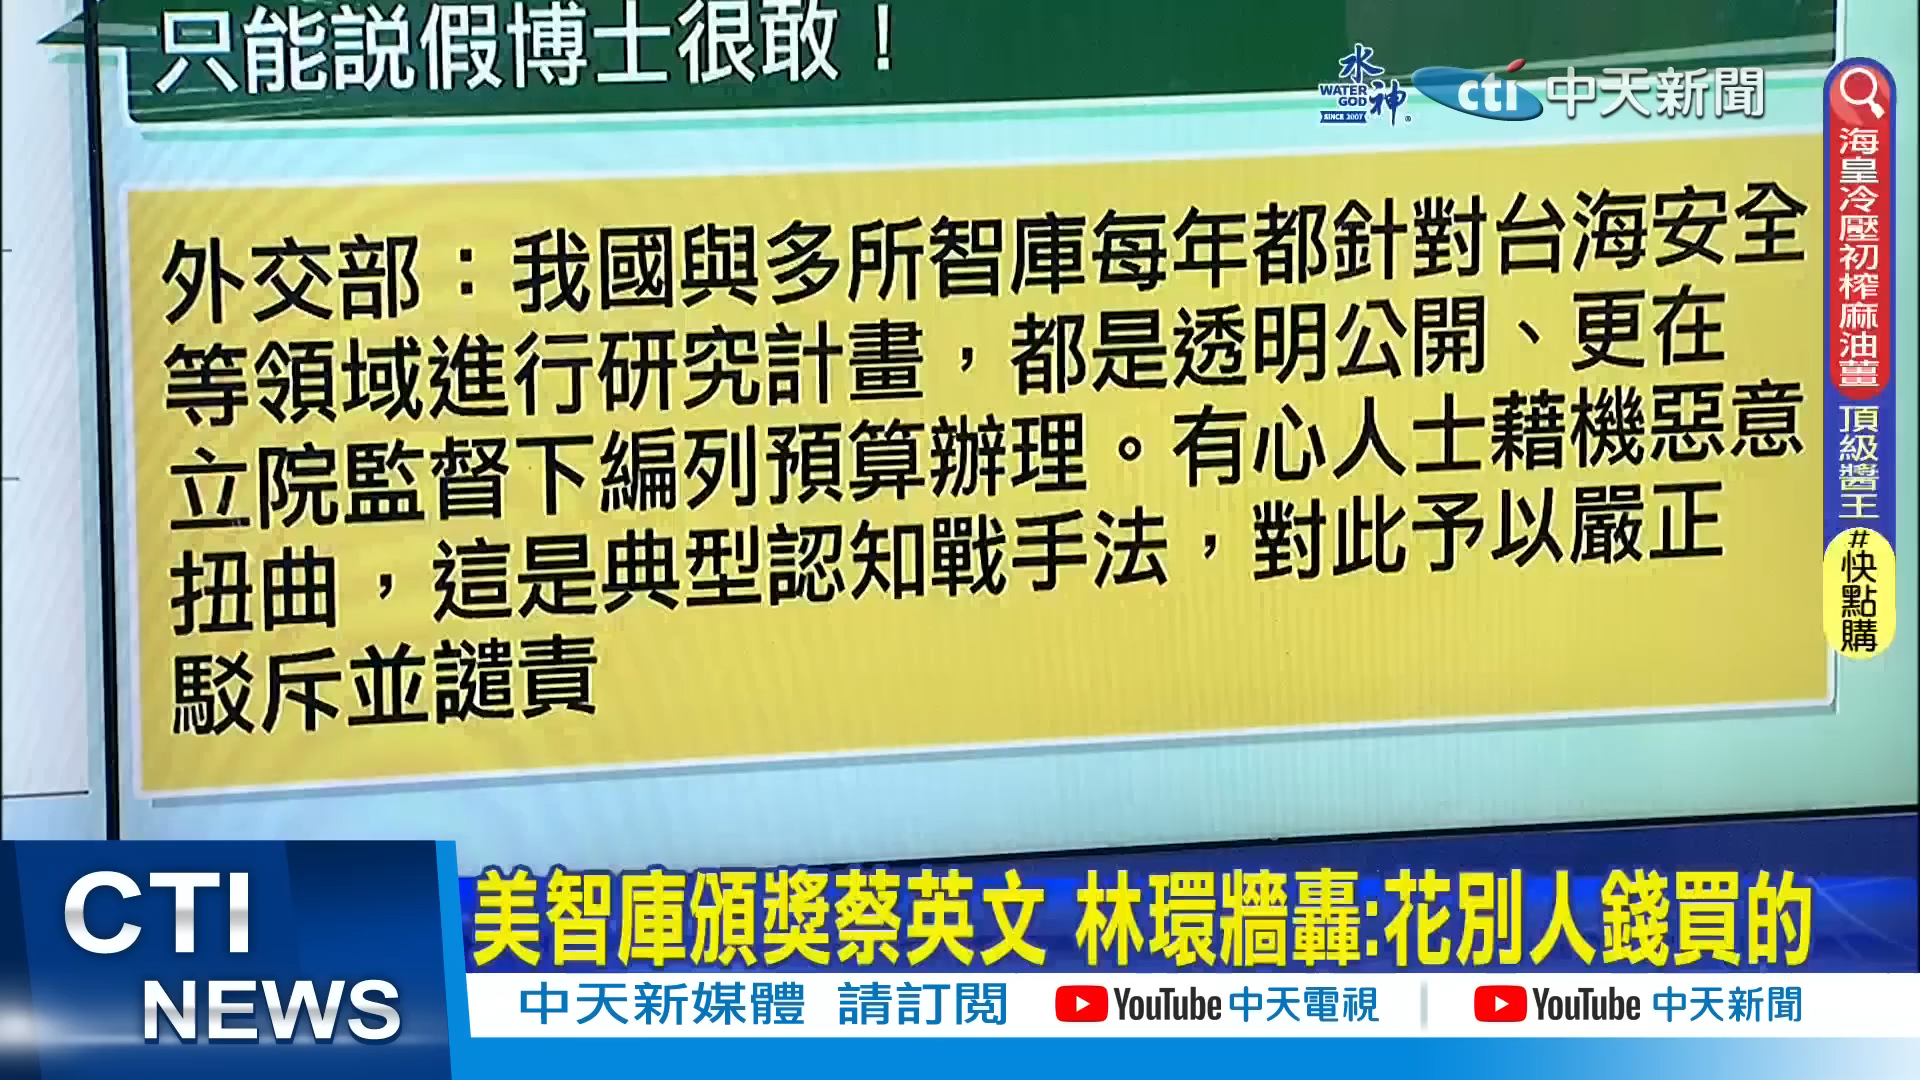 只能説假博士很敢！
水神
WATER GOD
SINCE 2007
cti 中天新聞
外交部：我國與多所智庫每年都針對台海安全
等領域進行研究計畫，都是透明公開、更在
立院監督下編列預算辦理。有心人士藉機惡意
扭曲，這是典型認知戰手法，對此予以嚴正
駁斥並譴責
海皇冷壓初榨麻油薑
頂級醬王
#快點購
CTI
NEWS
美智庫頒獎蔡英文 林環牆轟:花別人錢買的
中天新媒體 請訂閱 YouTube 中天電視 | YouTube 中天新聞